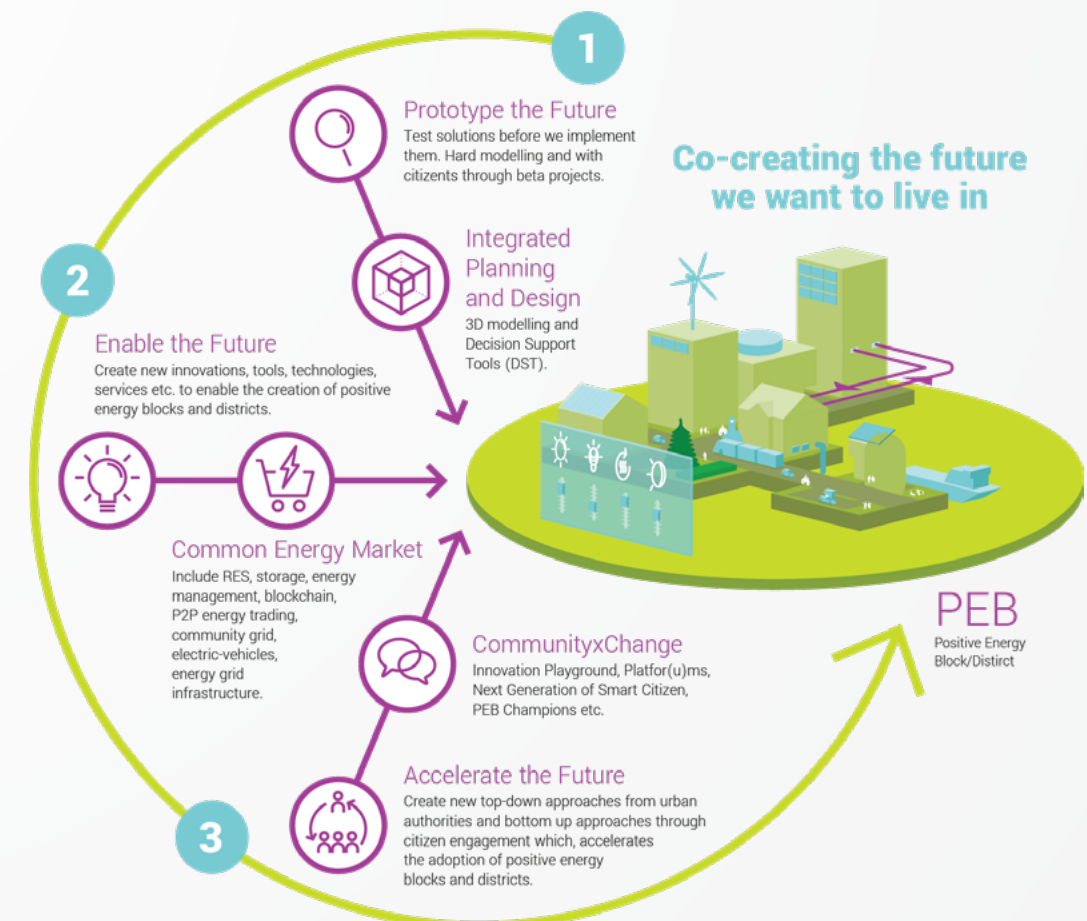 1
Prototype the Future
Test solutions before we implement
them. Hard modelling and with
citizents through beta projects.
Co-creating the future
we want to live in
Integrated
Planning
and Design
3D modelling and
Decision Support
Tools (DST).
2
Enable the Future
Create new innovations, tools, technologies,
services etc. to enable the creation of positive
energy blocks and districts.
Common Energy Market
Include RES, storage, energy
management, blockchain,
P2P energy trading,
community grid,
electric-vehicles,
energy grid
infrastructure.
PEB
Positive Energy
Block/Distirct
CommunityxChange
Innovation Playground, Platfor(u)ms,
Next Generation of Smart Citizen,
PEB Champions etc.
3
Accelerate the Future
Create new top-down approaches from urban
authorities and bottom up approaches through
citizen engagement which, accelerates
the adoption of positive energy
blocks and districts.